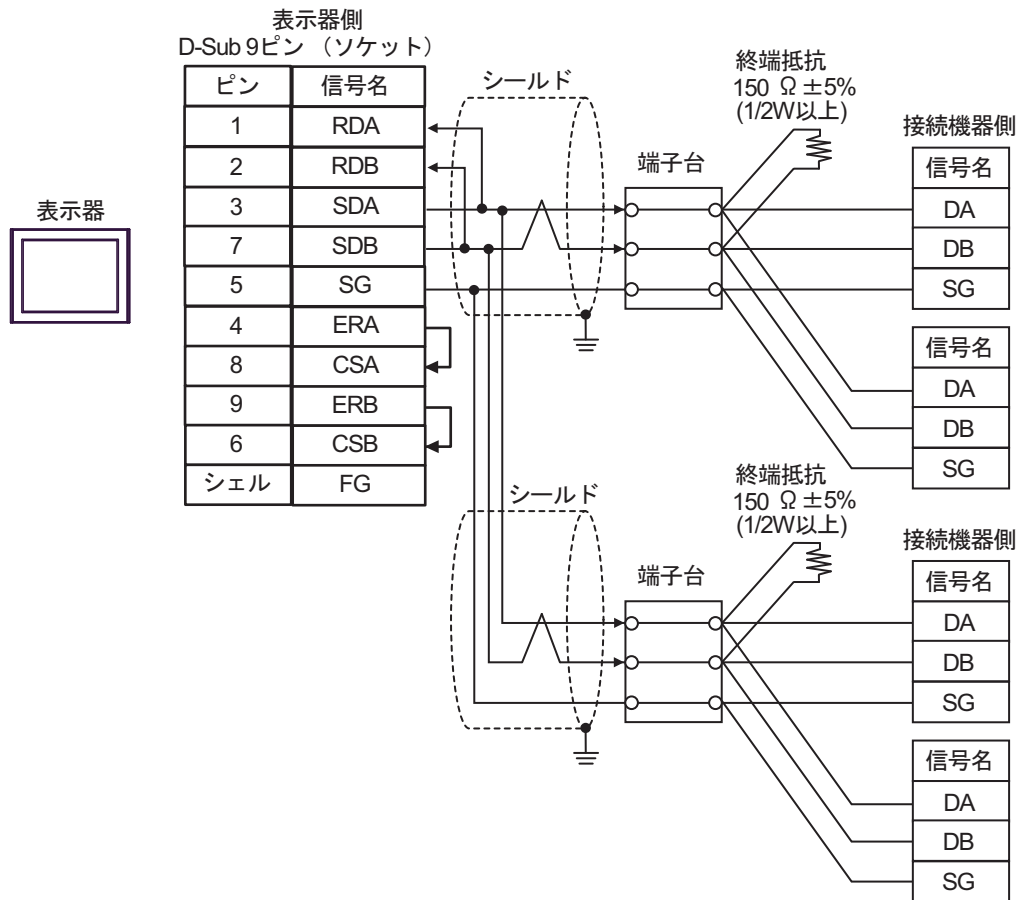 表示器
表示器側
D-Sub 9ピン （ソケット）
ピン 信号名
1 RDA
2 RDB
3 SDA
7 SDB
5 SG
4 ERA
8 CSA
9 ERB
6 CSB
シェル FG
シールド
端子台
終端抵抗
150 Ω ±5%
(1/2W以上)
接続機器側
信号名
DA
DB
SG
信号名
DA
DB
SG
シールド
端子台
終端抵抗
150 Ω ±5%
(1/2W以上)
接続機器側
信号名
DA
DB
SG
信号名
DA
DB
SG